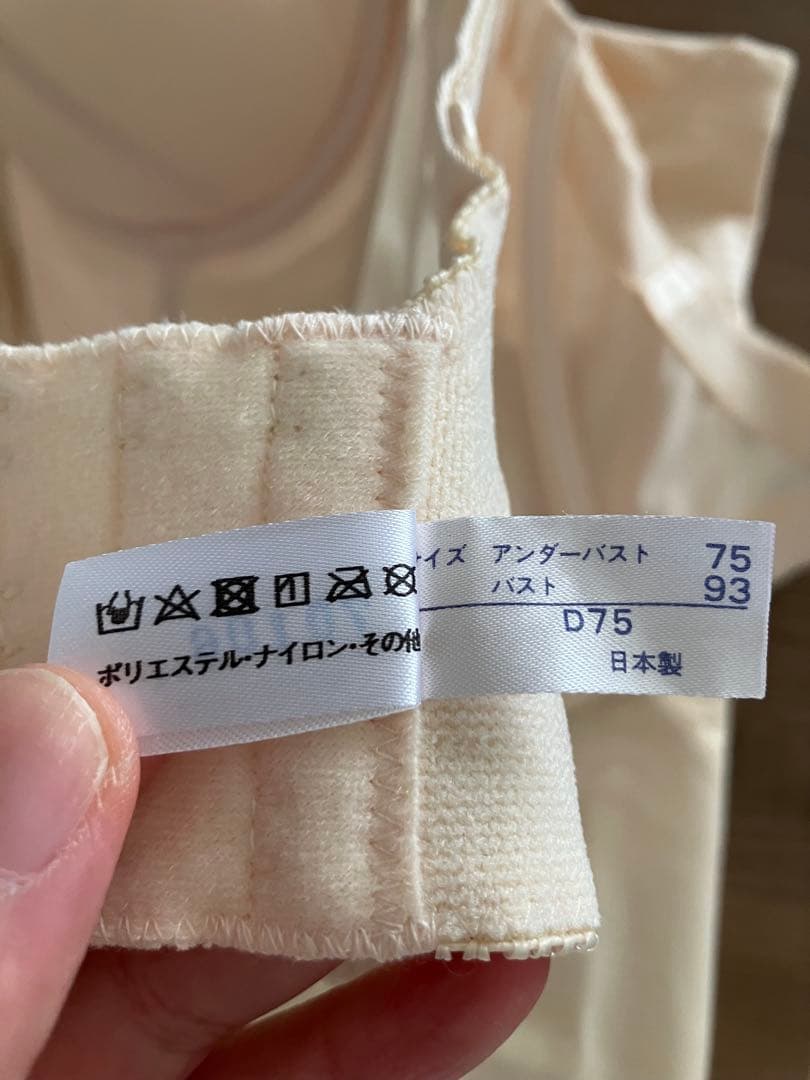 ポリエステル・ナイロン・その他
イズ アンダーバスト 75
バスト 93
D75
日本製